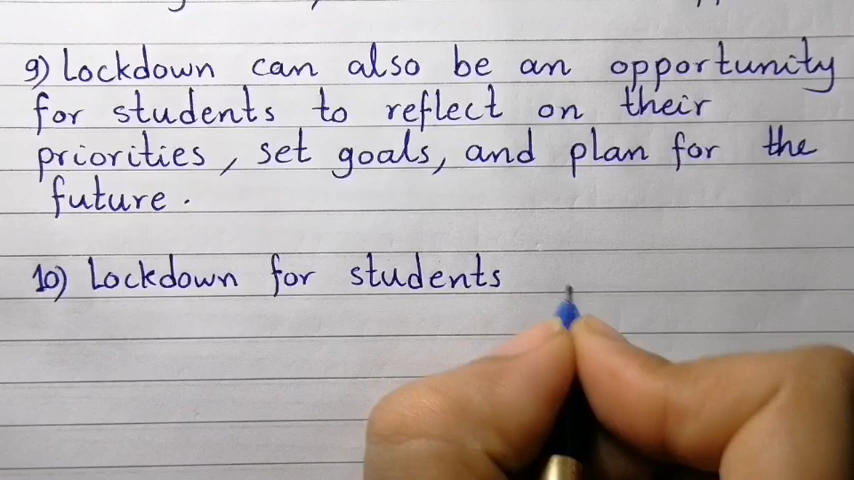 9) Lockdown can also be an opportunity
for students to reflect on their
priorities, set goals, and plan for the
future.
10) Lockdown for students